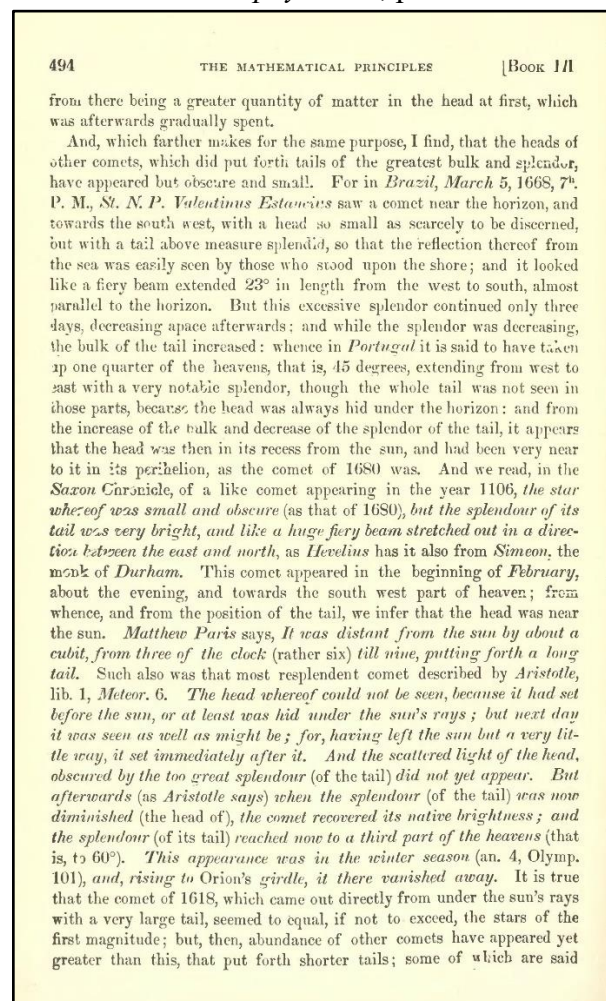 494 THE MATHEMATICAL PRINCIPLES [BOOK III
from there being a greater quantity of matter in the head at first, which
was afterwards gradually spent.
And, which farther makes for the same purpose, I find, that the heads of
other comets, which did put forth tails of the greatest bulk and splendor,
have appeared but obscure and small. For in Brazil, March 5, 1668, 7h.
P. M., St. N. P. Valentinus Estancius saw a comet near the horizon, and
towards the south west, with a head so small as scarcely to be discerned,
but with a tail above measure splendid, so that the reflection thereof from
the sea was easily seen by those who stood upon the shore; and it looked
like a fiery beam extended 23° in length from the west to south, almost
parallel to the horizon. But this excessive splendor continued only three
days, decreasing apace afterwards; and while the splendor was decreasing,
the bulk of the tail increased: whence in Portugal it is said to have taken
up one quarter of the heavens, that is, 45 degrees, extending from west to
east with a very notable splendor, though the whole tail was not seen in
those parts, because the head was always hid under the horizon: and from
the increase of the bulk and decrease of the splendor of the tail, it appears
that the head was then in its recess from the sun, and had been very near
to it in its perihelion, as the comet of 1680 was. And we read, in the
Saxon Chronicle, of a like comet appearing in the year 1106, the star
whereof was small and obscure (as that of 1680), but the splendour of its
tail was very bright, and like a huge fiery beam stretched out in a direc-
tion between the east and north, as Hevelius has it also from Simeon, the
monk of Durham. This comet appeared in the beginning of February,
about the evening, and towards the south west part of heaven; from
whence, and from the position of the tail, we infer that the head was near
the sun. Matthew Paris says, It was distant from the sun by about a
cubit, from three of the clock (rather six) till nine, putting forth a long
tail. Such also was that most resplendent comet described by Aristotle,
lib. 1, Meteor. 6. The head whereof could not be seen, because it had set
before the sun, or at least was hid under the sun's rays; but next day
it was seen as well as might be; for, having left the sun but a very lit-
tle way, it set immediately after it. And the scattered light of the head,
obscured by the too great splendour (of the tail) did not yet appear. But
afterwards (as Aristotle says) when the splendour (of the tail) was now
diminished (the head of), the comet recovered its native brightness; and
the splendour (of its tail) reached now to a third part of the heavens (that
is, to 60°). This appearance was in the winter season (an. 4, Olymp.
101), and, rising to Orion's girdle, it there vanished away. It is true
that the comet of 1618, which came out directly from under the sun's rays
with a very large tail, seemed to equal, if not to exceed, the stars of the
first magnitude; but, then, abundance of other comets have appeared yet
greater than this, that put forth shorter tails; some of which are said